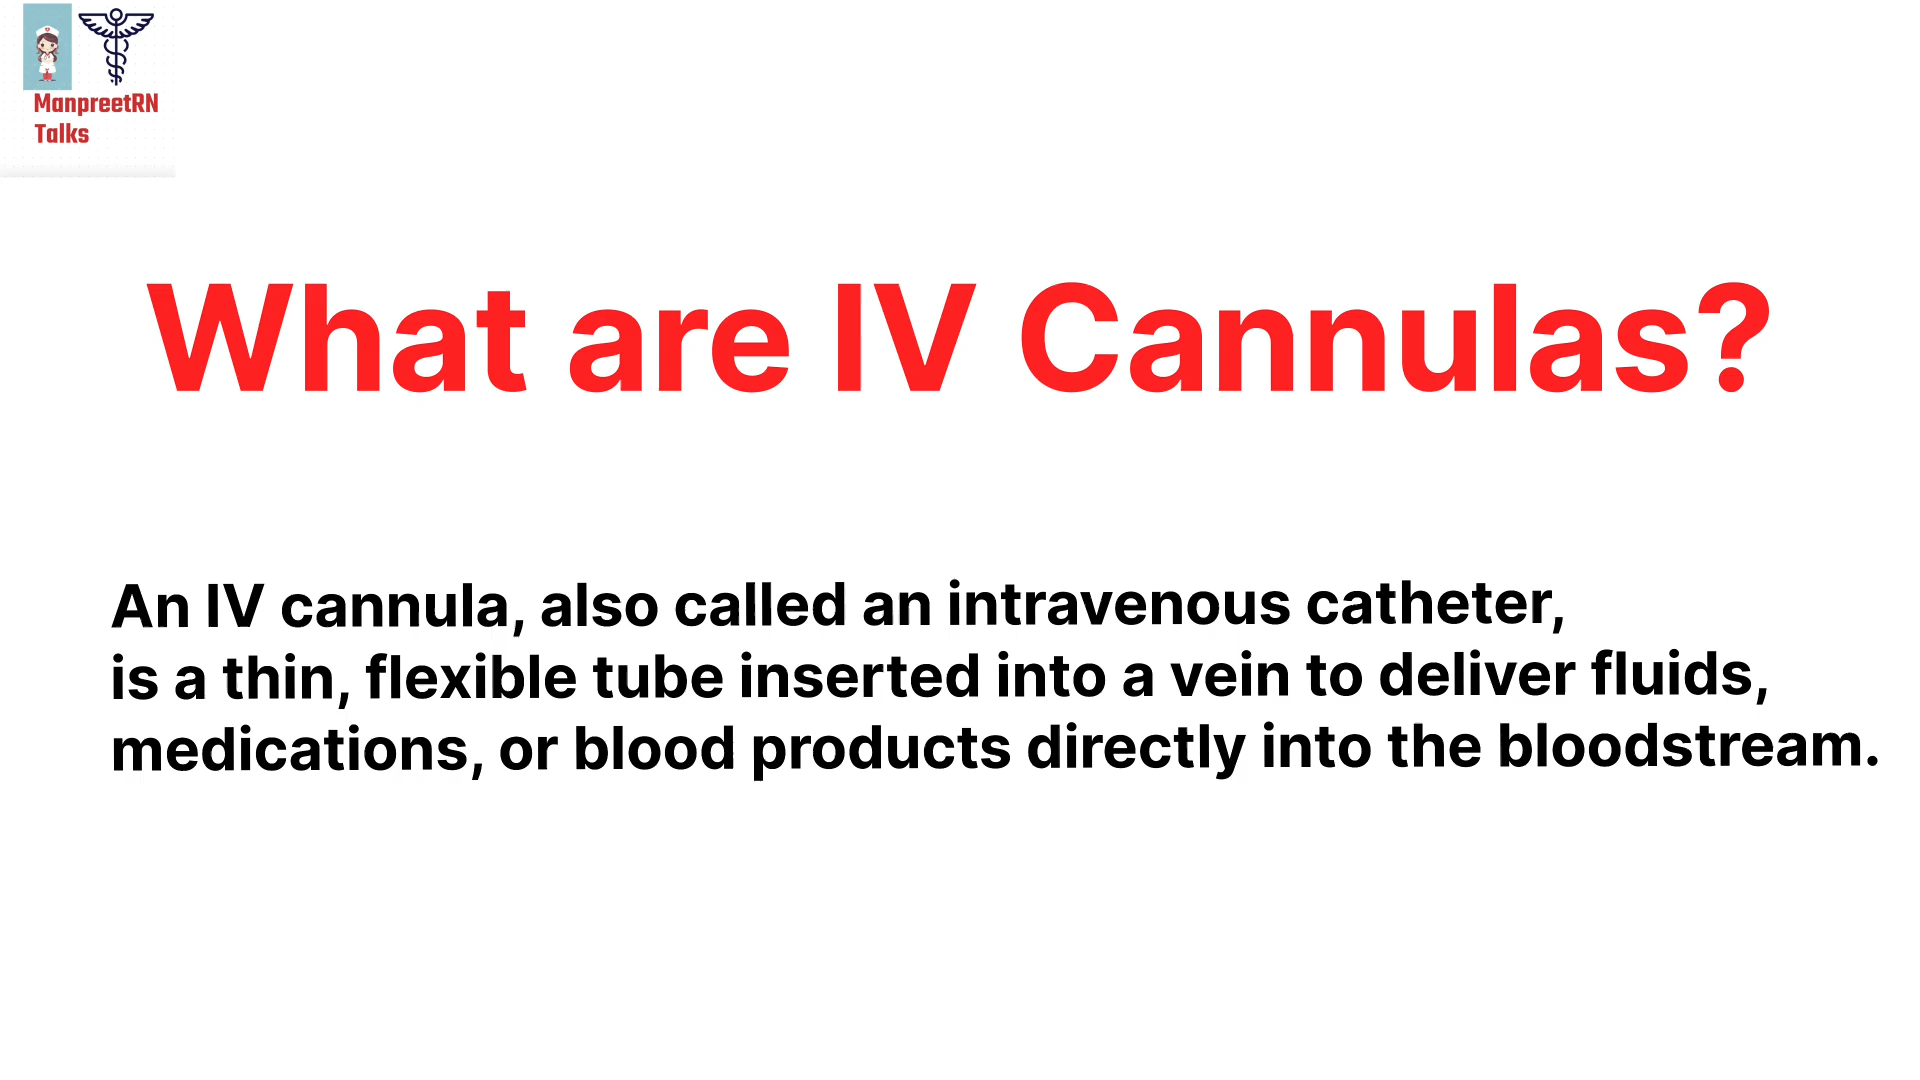 ManpreetRN
Talks
What are IV Cannulas?
An IV cannula, also called an intravenous catheter,
is a thin, flexible tube inserted into a vein to deliver fluids,
medications, or blood products directly into the bloodstream.